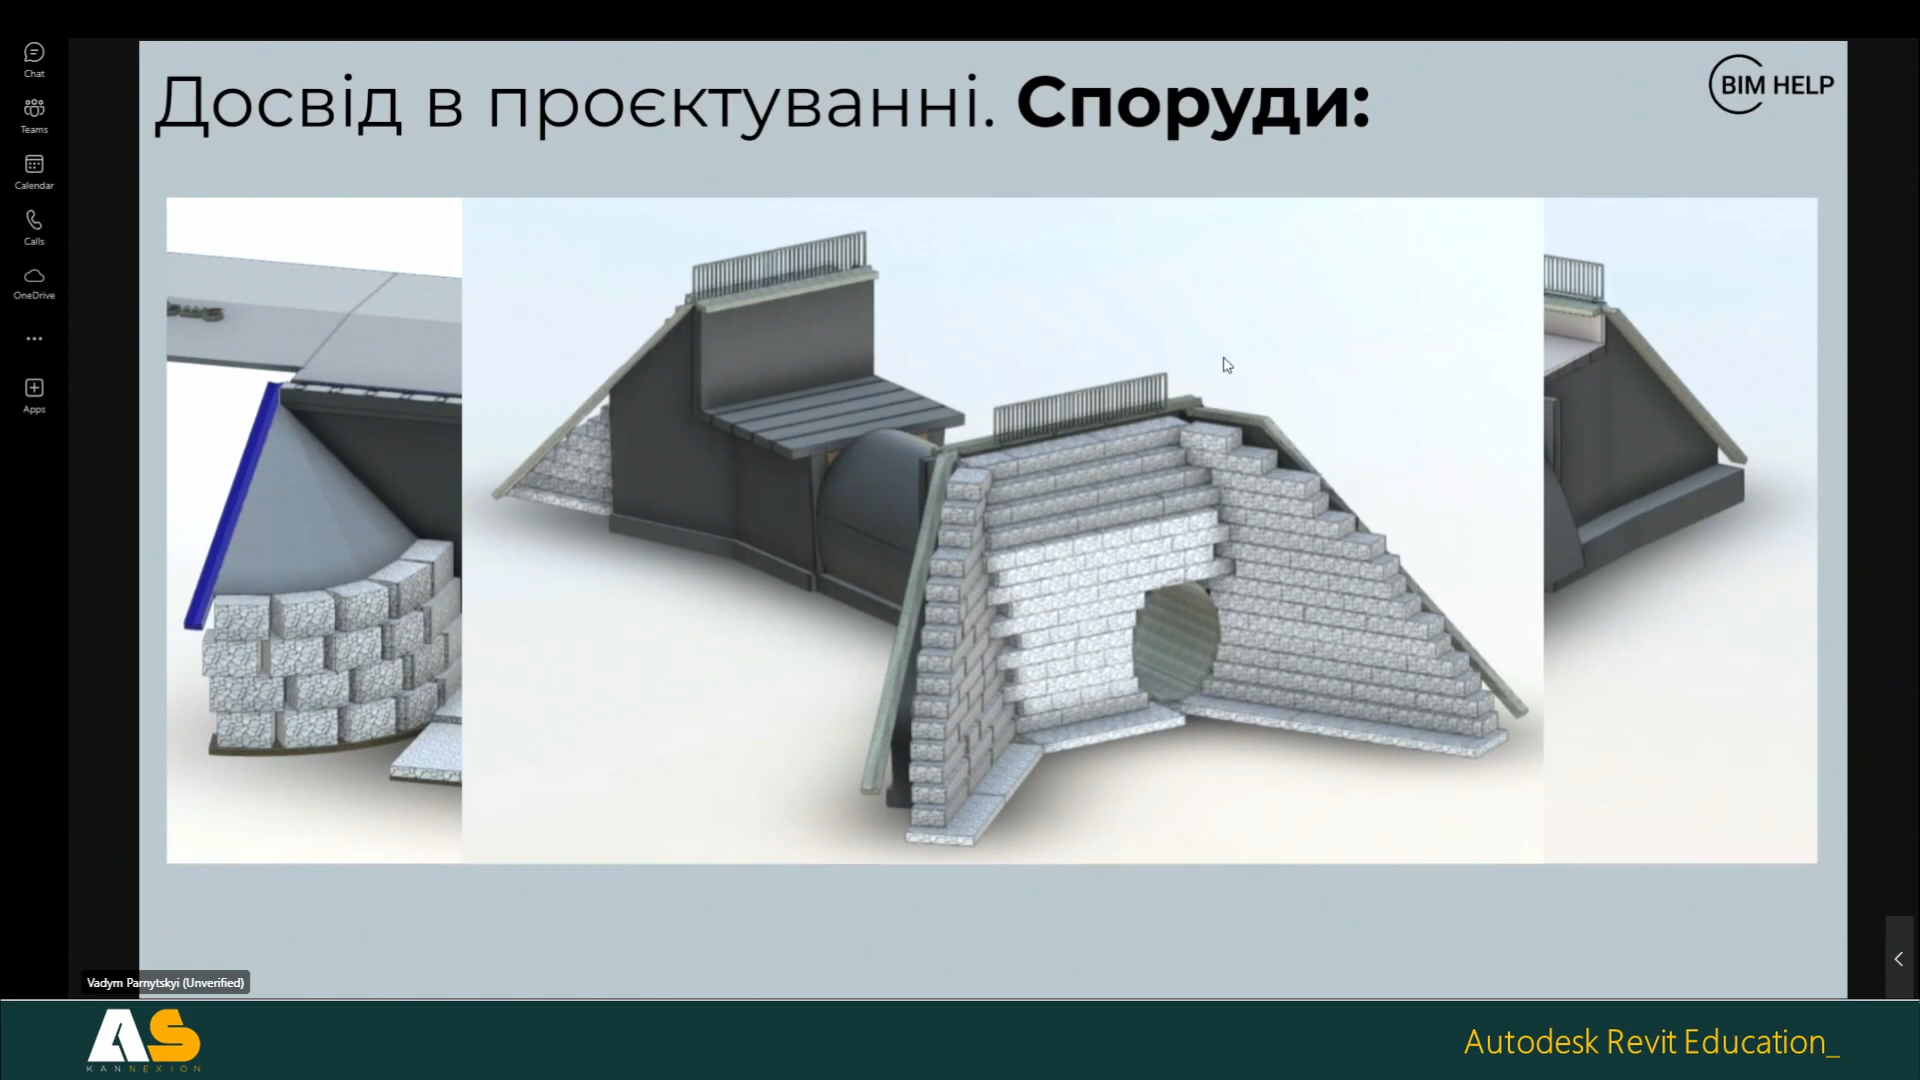 Chat
Teams
Calendar
Calls
OneDrive
Apps
Досвід в проєктуванні. Споруди:
BIM HELP
Vadym Parnytskyi (Unverified)
AS
KANNEXION
Autodesk Revit Education_